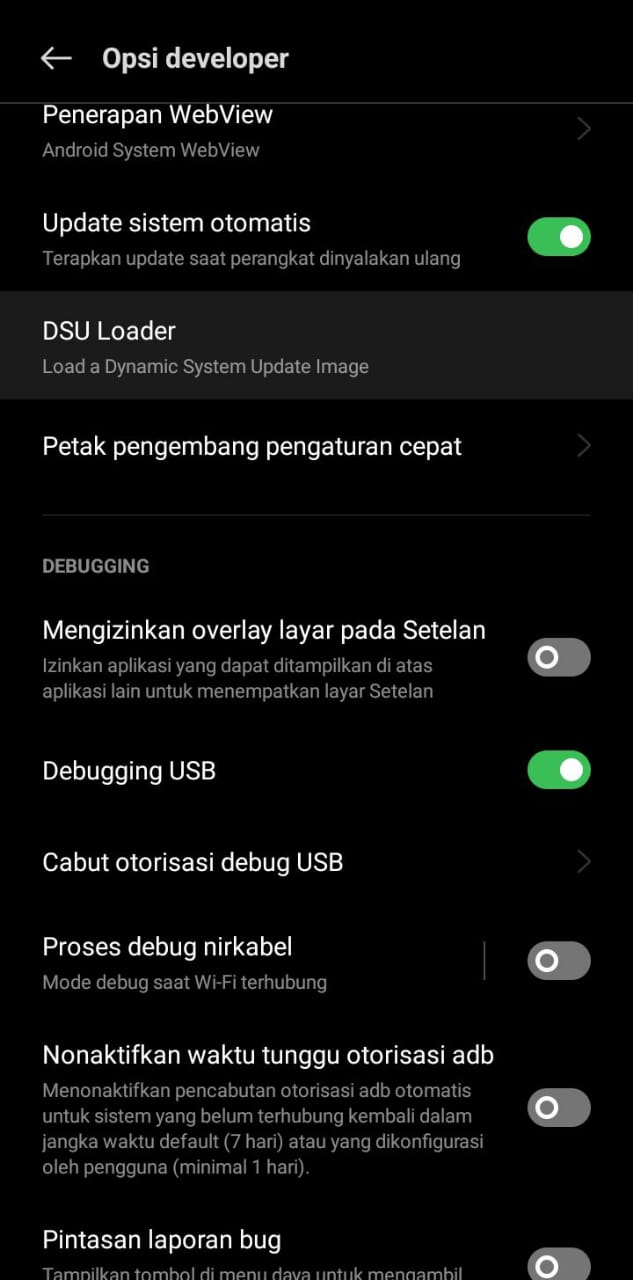 Opsi developer
Penerapan WebView
Android System WebView
Update sistem otomatis
Terapkan update saat perangkat dinyalakan ulang
DSU Loader
Load a Dynamic System Update Image
Petak pengembang pengaturan cepat
DEBUGGING
Mengizinkan overlay layar pada Setelan
Izinkan aplikasi yang dapat ditampilkan di atas
aplikasi lain untuk menempatkan layar Setelan
Debugging USB
Cabut otorisasi debug USB
Proses debug nirkabel
Mode debug saat Wi-Fi terhubung
Nonaktifkan waktu tunggu otorisasi adb
Menonaktifkan pencabutan otorisasi adb otomatis
untuk sistem yang belum terhubung kembali dalam
jangka waktu default (7 hari) atau yang dikonfigurasi
oleh pengguna (minimal 1 hari).
Pintasan laporan bug
Tampilkan tombol di menu daya untuk mengambil